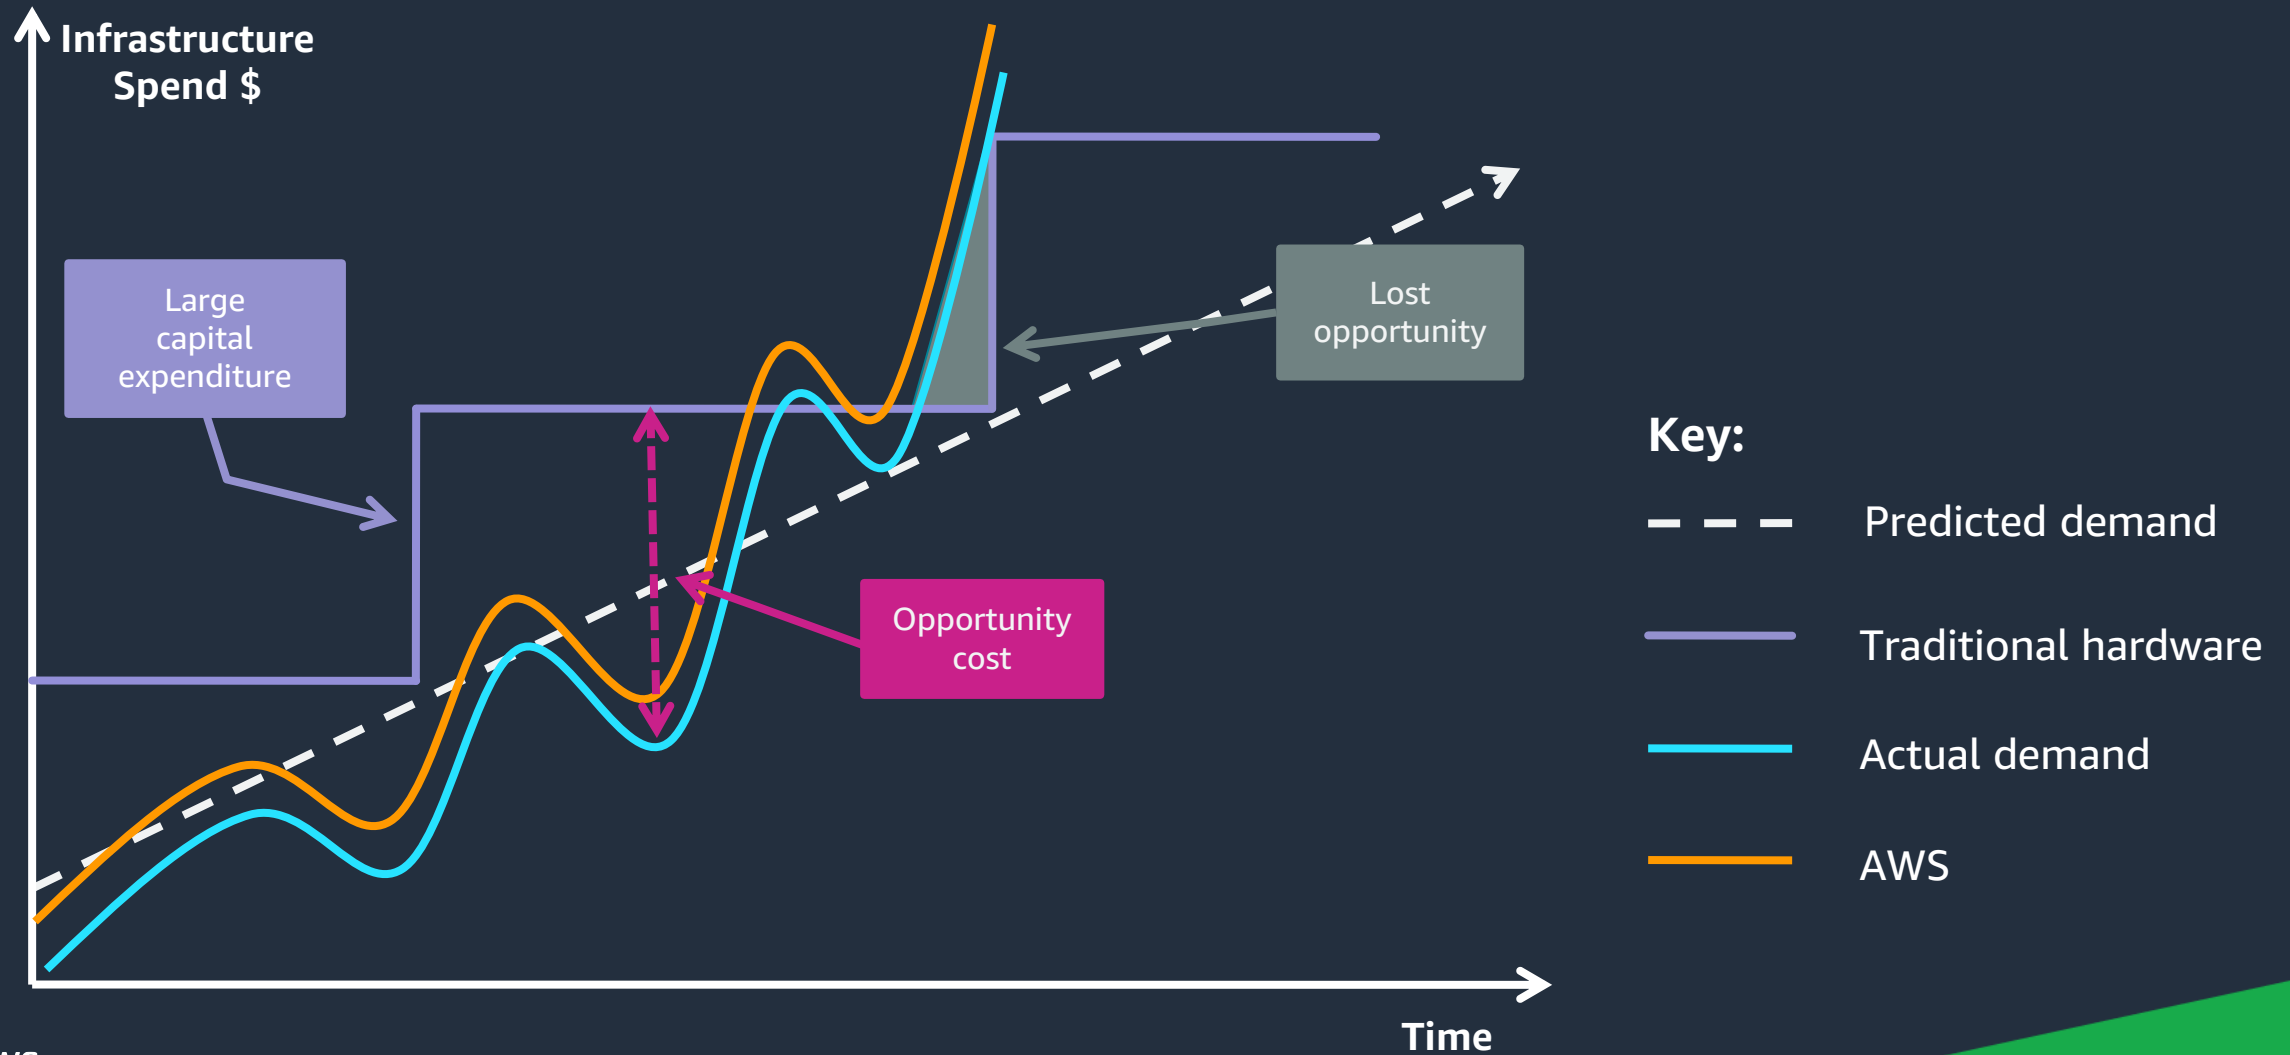 Infrastructure
Spend $
Large
capital
expenditure
Lost
opportunity
Opportunity
cost
Key:
Predicted demand
Traditional hardware
Actual demand
AWS
Time